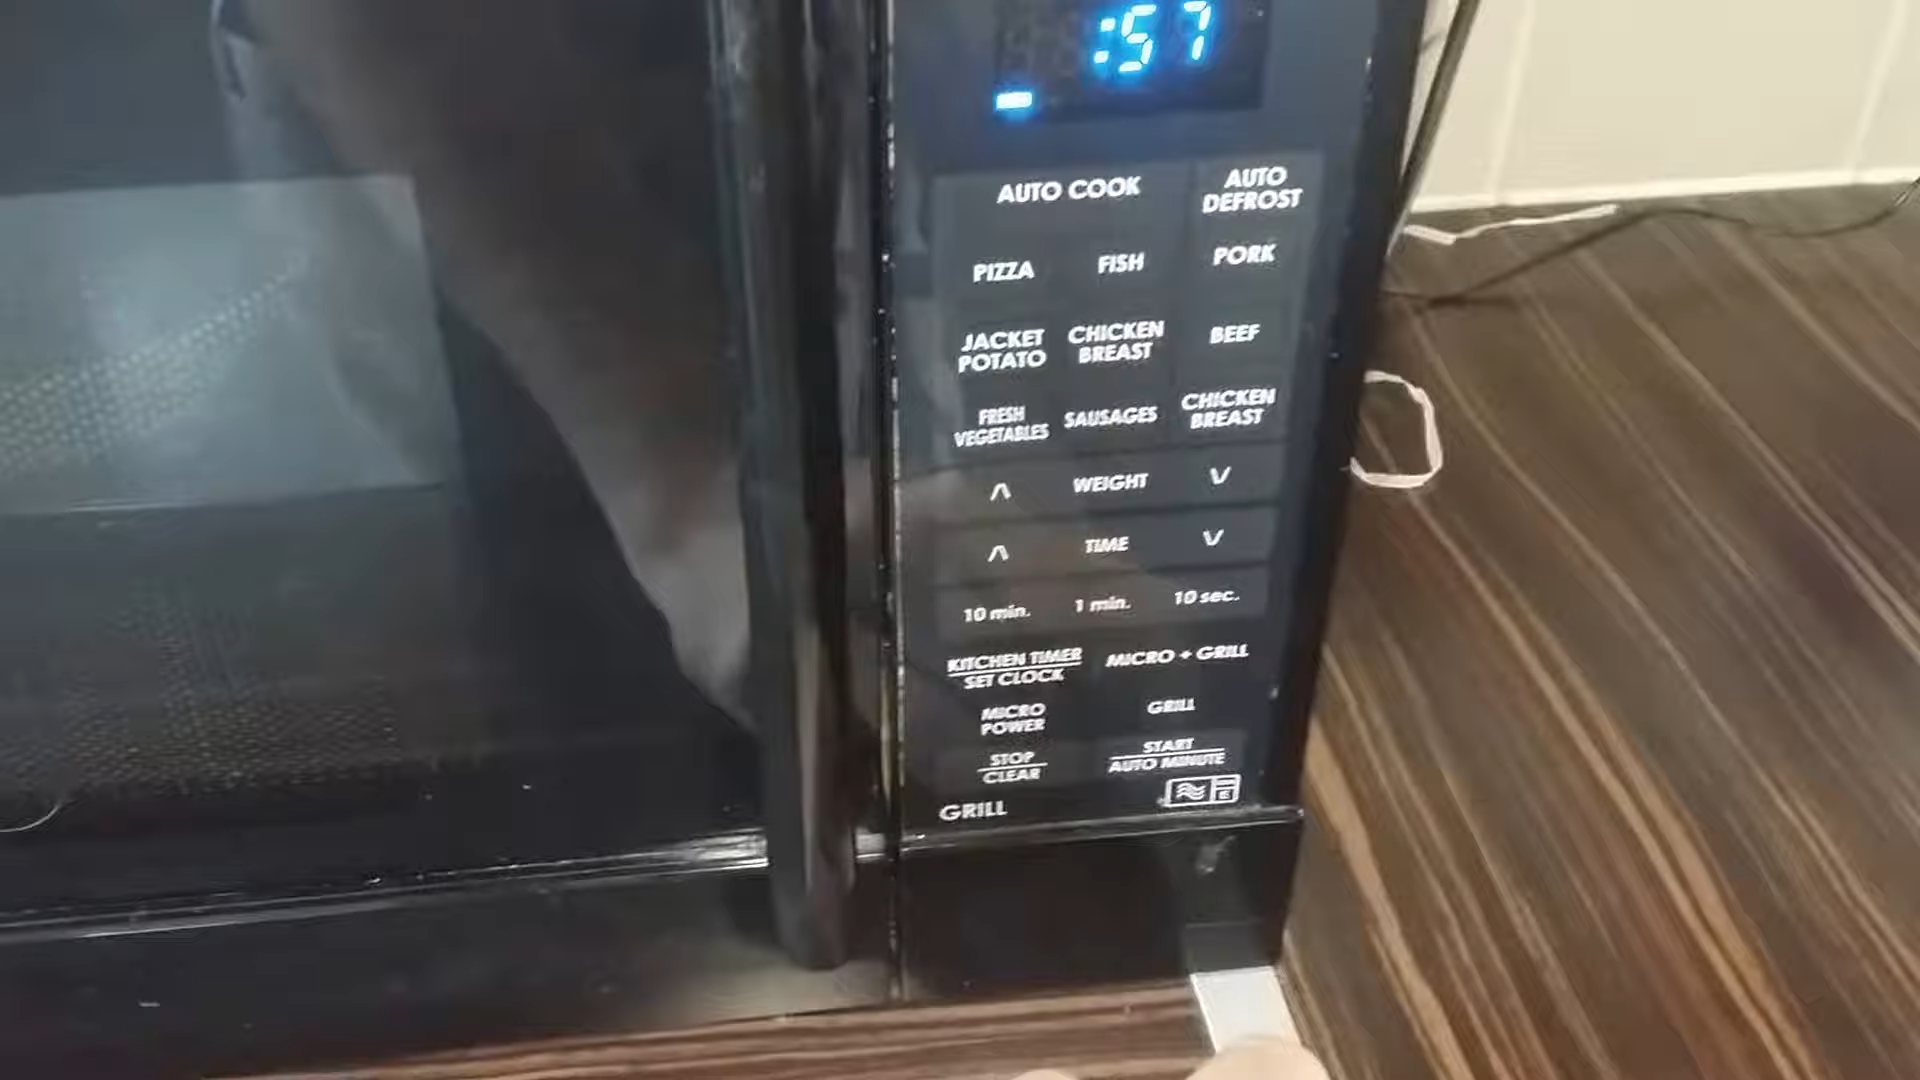 :57
AUTO COOK
AUTO
DEFROST
PIZZA
FISH
PORK
JACKET
POTATO
CHICKEN
BREAST
BEEF
FRESH
VEGETABLES
SAUSAGES
CHICKEN
BREAST
WEIGHT
TIME
10 min.
1 min.
10 sec.
KITCHEN TIMER
SET CLOCK
MICRO + GRILL
MICRO
POWER
GRILL
STOP
CLEAR
START
AUTO MINUTE
GRILL
E